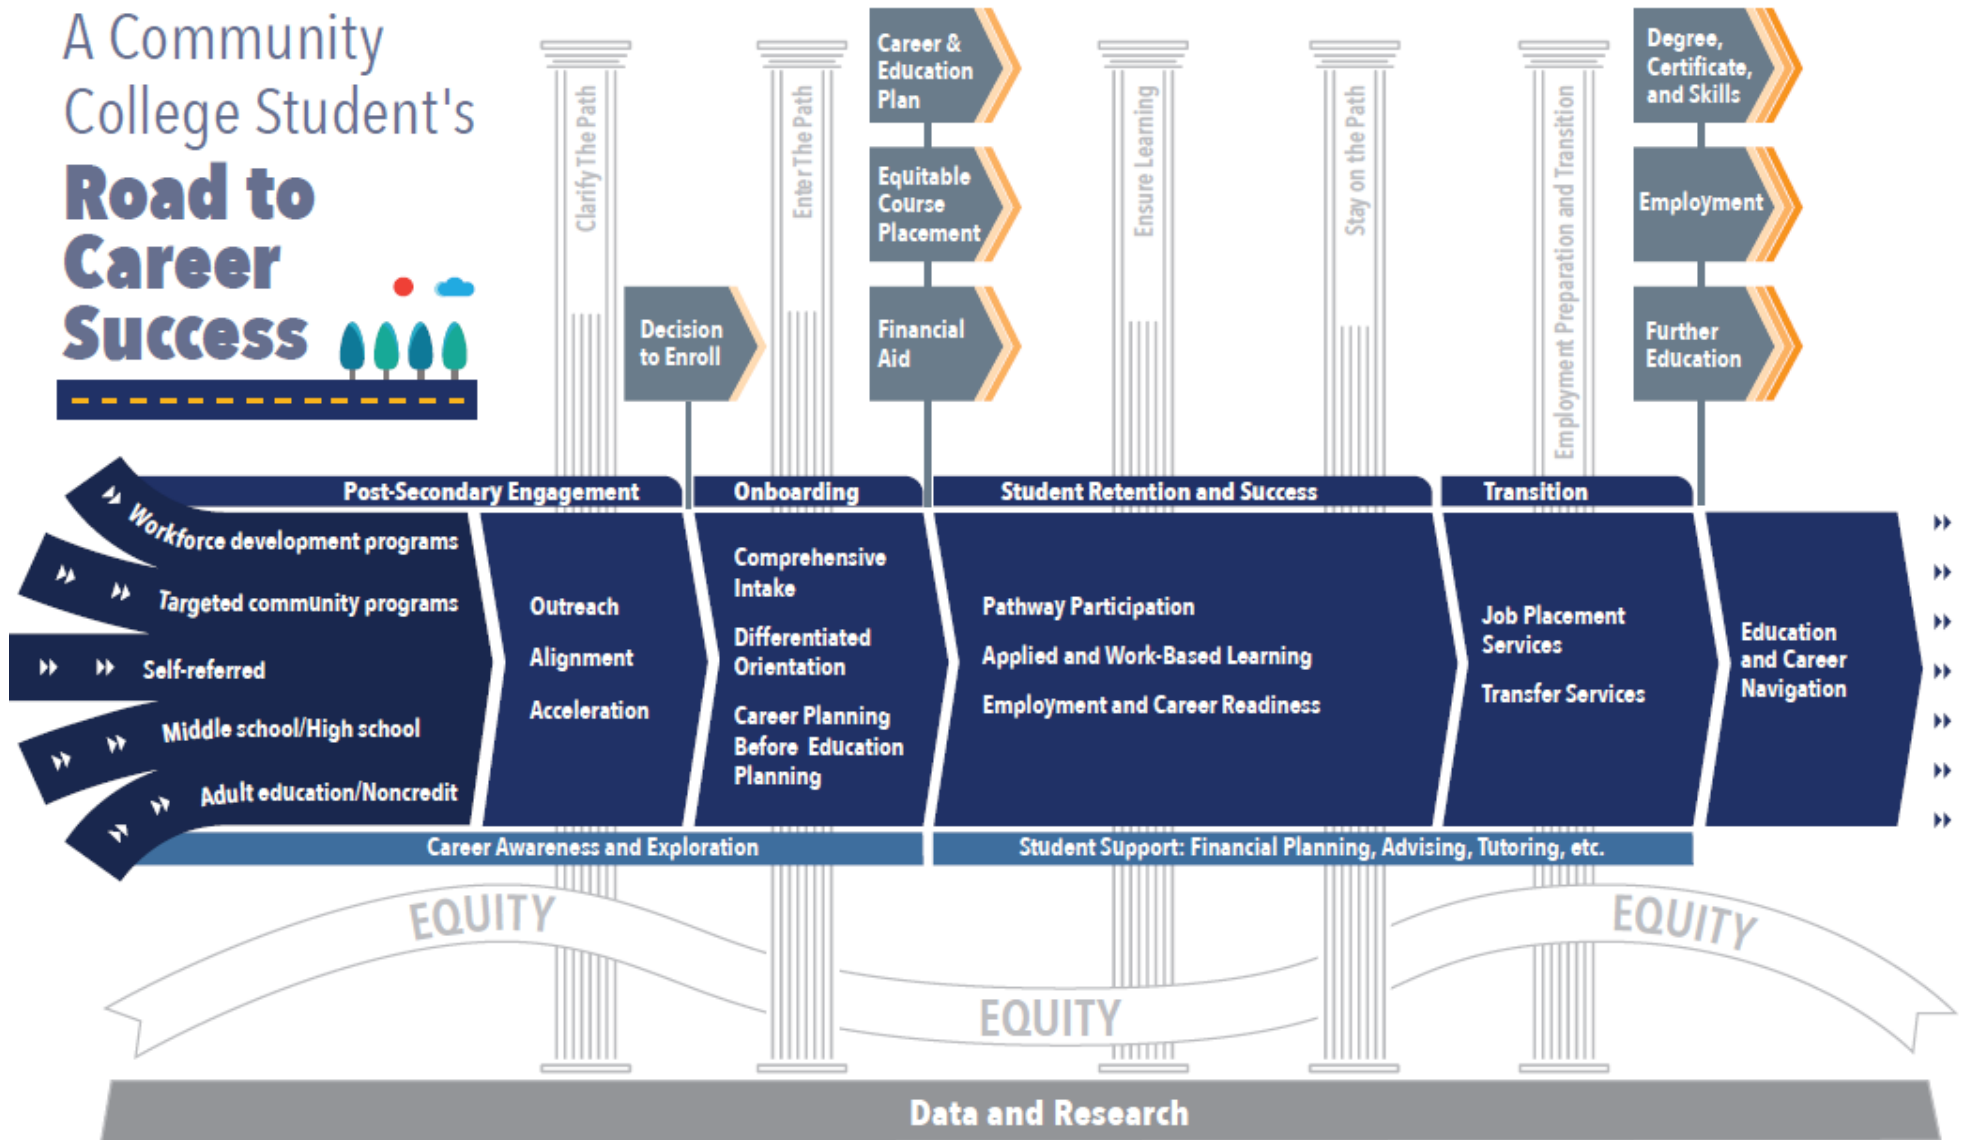 A Community
College Student's
Road to
Career
Success
Clarify The Path
Enter The Path
Ensure Learning
Stay on the Path
Employment Preparation and Transition
Decision
to Enroll
Career &
Education
Plan
Equitable
Course
Placement
Financial
Aid
Degree,
Certificate,
and Skills
Employment
Further
Education
Post-Secondary Engagement
Onboarding
Student Retention and Success
Transition
Workforce development programs
Targeted community programs
Self-referred
Middle school/High school
Adult education/Noncredit
Outreach
Alignment
Acceleration
Comprehensive
Intake
Differentiated
Orientation
Career Planning
Before Education
Planning
Pathway Participation
Applied and Work-Based Learning
Employment and Career Readiness
Job Placement
Services
Transfer Services
Education
and Career
Navigation
Career Awareness and Exploration
Student Support: Financial Planning, Advising, Tutoring, etc.
EQUITY
EQUITY
EQUITY
Data and Research